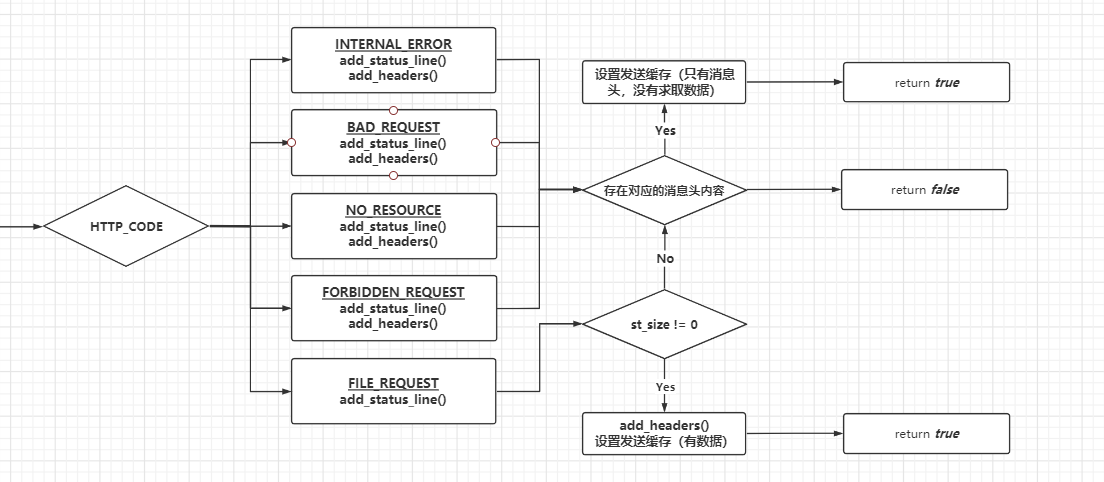 HTTP_CODE
INTERNAL_ERROR
add_status_line()
add_headers()
BAD_REQUEST
add_status_line()
add_headers()
NO_RESOURCE
add_status_line()
add_headers()
FORBIDDEN_REQUEST
add_status_line()
add_headers()
FILE_REQUEST
add_status_line()
设置发送缓存（只有消息
头，没有求取数据）
return true
Yes
存在对应的消息头内容
return false
No
st_size != 0
Yes
add_headers()
设置发送缓存（有数据）
return true